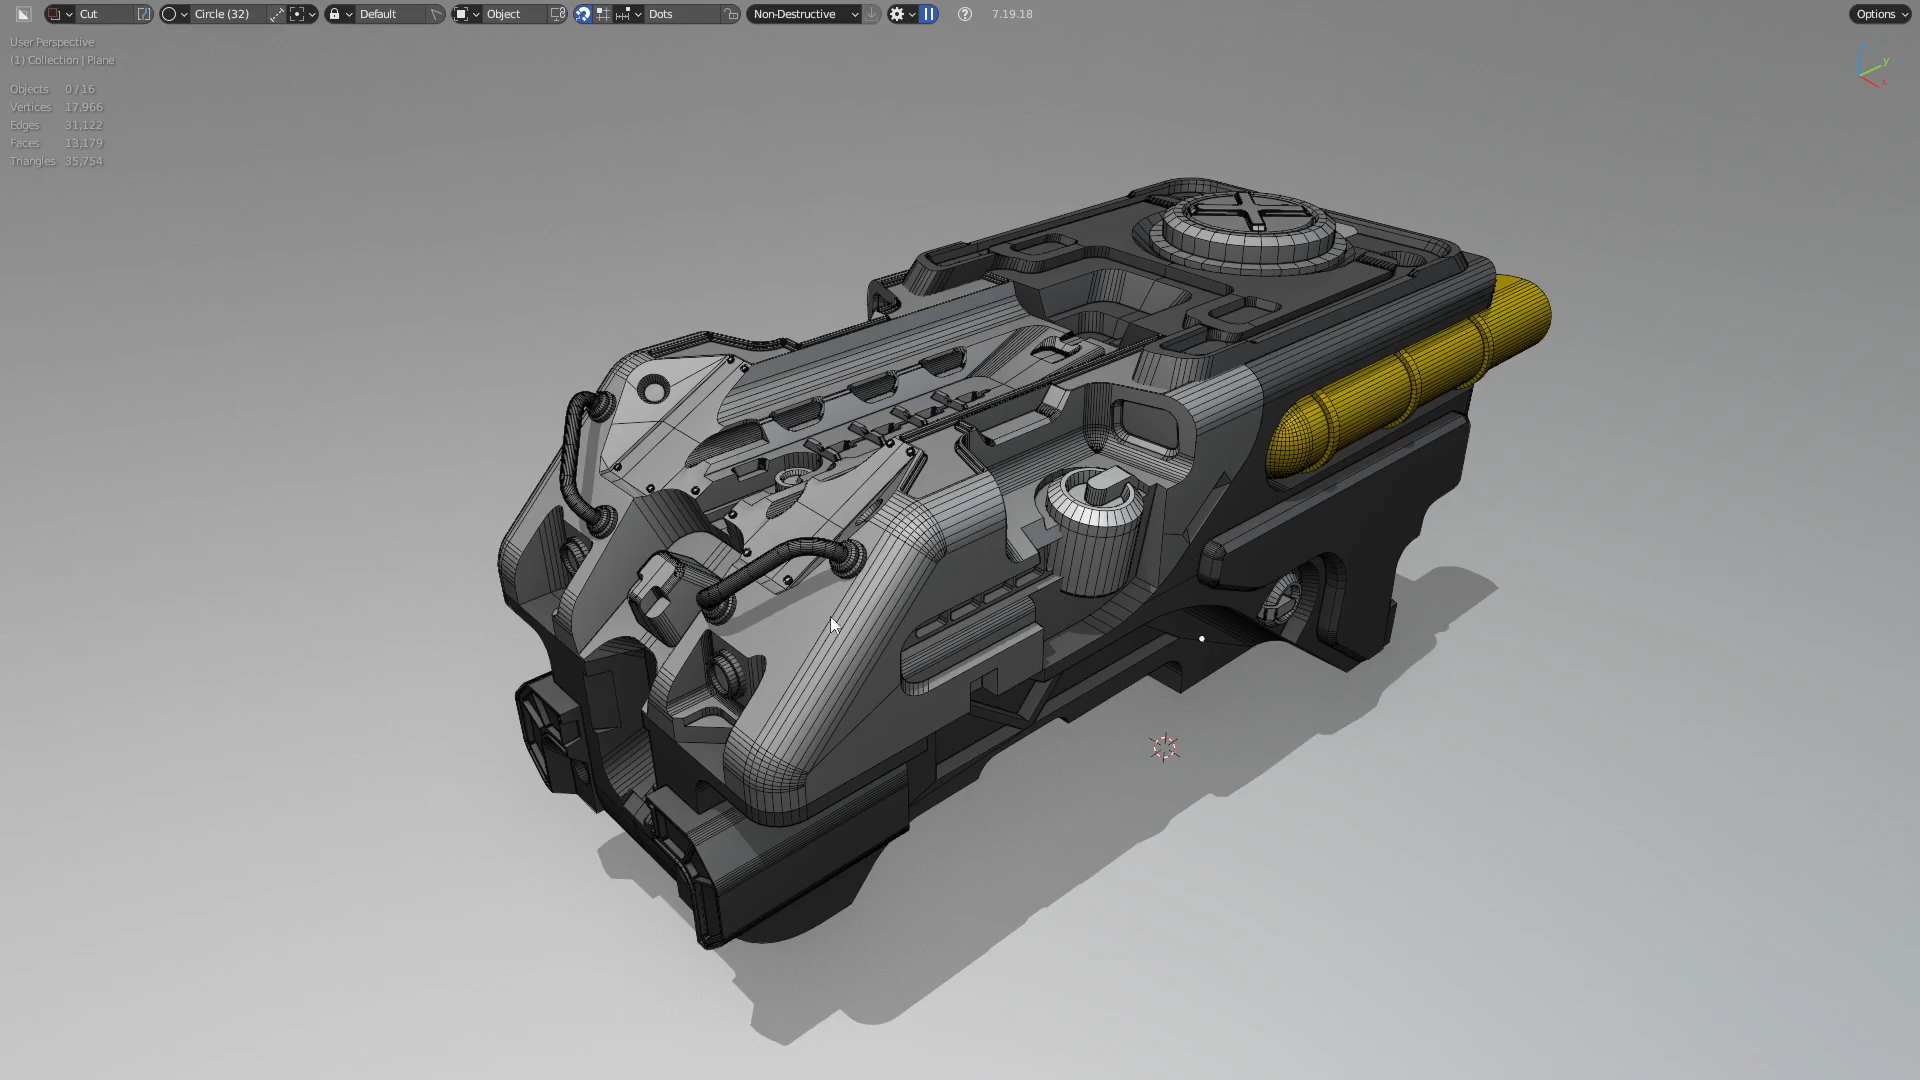 Cut Circle (32) Default Object Dots Non-Destructive 7.19.18 Options
User Perspective
(1) Collection | Plane
Objects 0 / 16
Vertices 17,966
Edges 31,122
Faces 13,179
Triangles 35,754
y
x